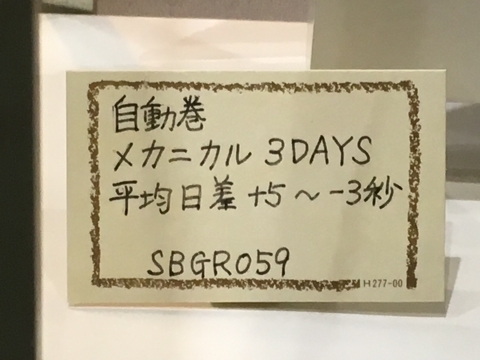 自動巻
メカニカル 3DAYS
平均日差 +5～-3秒
SBGR059
H277-00